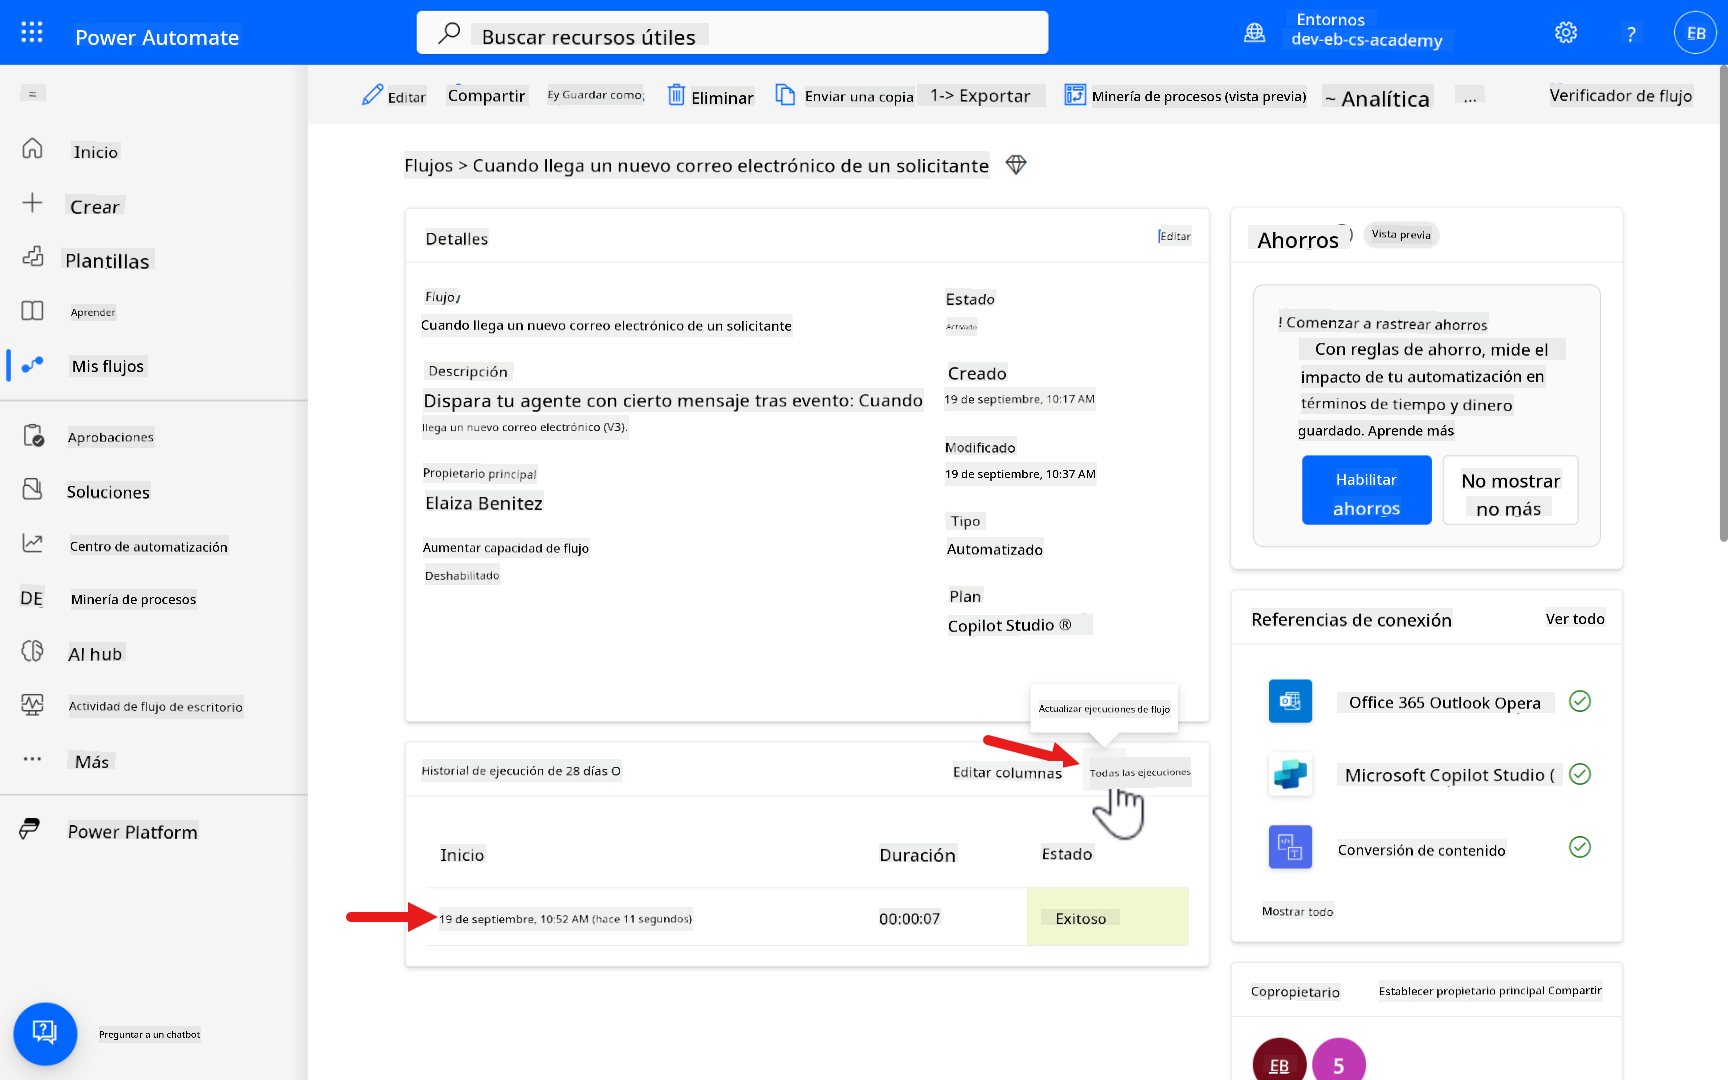 Power Automate
Buscar recursos útiles
Entornos
dev-eb-cs-academy
?
EB
=
Editar
Compartir
Ey Guardar como;
Eliminar
Enviar una copia
1-> Exportar
Minería de procesos (vista previa)
~ Analítica
...
Verificador de flujo
Inicio
Crear
Plantillas
Aprender
Mis flujos
Aprobaciones
Soluciones
Centro de automatización
DE
Minería de procesos
AI hub
Actividad de flujo de escritorio
Más
Power Platform
Preguntar a un chatbot
Flujos > Cuando llega un nuevo correo electrónico de un solicitante
Detalles
Editar
Flujo
Cuando llega un nuevo correo electrónico de un solicitante
Descripción
Dispara tu agente con cierto mensaje tras evento: Cuando
llega un nuevo correo electrónico (V3).
Propietario principal
Elaiza Benitez
Aumentar capacidad de flujo
Deshabilitado
Estado
Activado
Creado
19 de septiembre, 10:17 AM
Modificado
19 de septiembre, 10:37 AM
Tipo
Automatizado
Plan
Copilot Studio ®
Actualizar ejecuciones de flujo
Historial de ejecución de 28 días O
Editar columnas
Todas las ejecuciones
Inicio
Duración
Estado
19 de septiembre, 10:52 AM (hace 11 segundos)
00:00:07
Exitoso
Ahorros
Vista previa
! Comenzar a rastrear ahorros
Con reglas de ahorro, mide el
impacto de tu automatización en
términos de tiempo y dinero
guardado. Aprende más
Habilitar
ahorros
No mostrar
no más
Referencias de conexión
Ver todo
Office 365 Outlook Opera
Microsoft Copilot Studio (
Conversión de contenido
Mostrar todo
Copropietario
Establecer propietario principal Compartir
EB
5